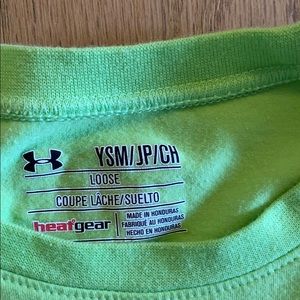 YSM/JP/CH
LOOSE
COUPE LÂCHE/SUELTO
heatgear
MADE IN HONDURAS
FABRIQUÉ AU HONDURAS
HECHO EN HONDURAS